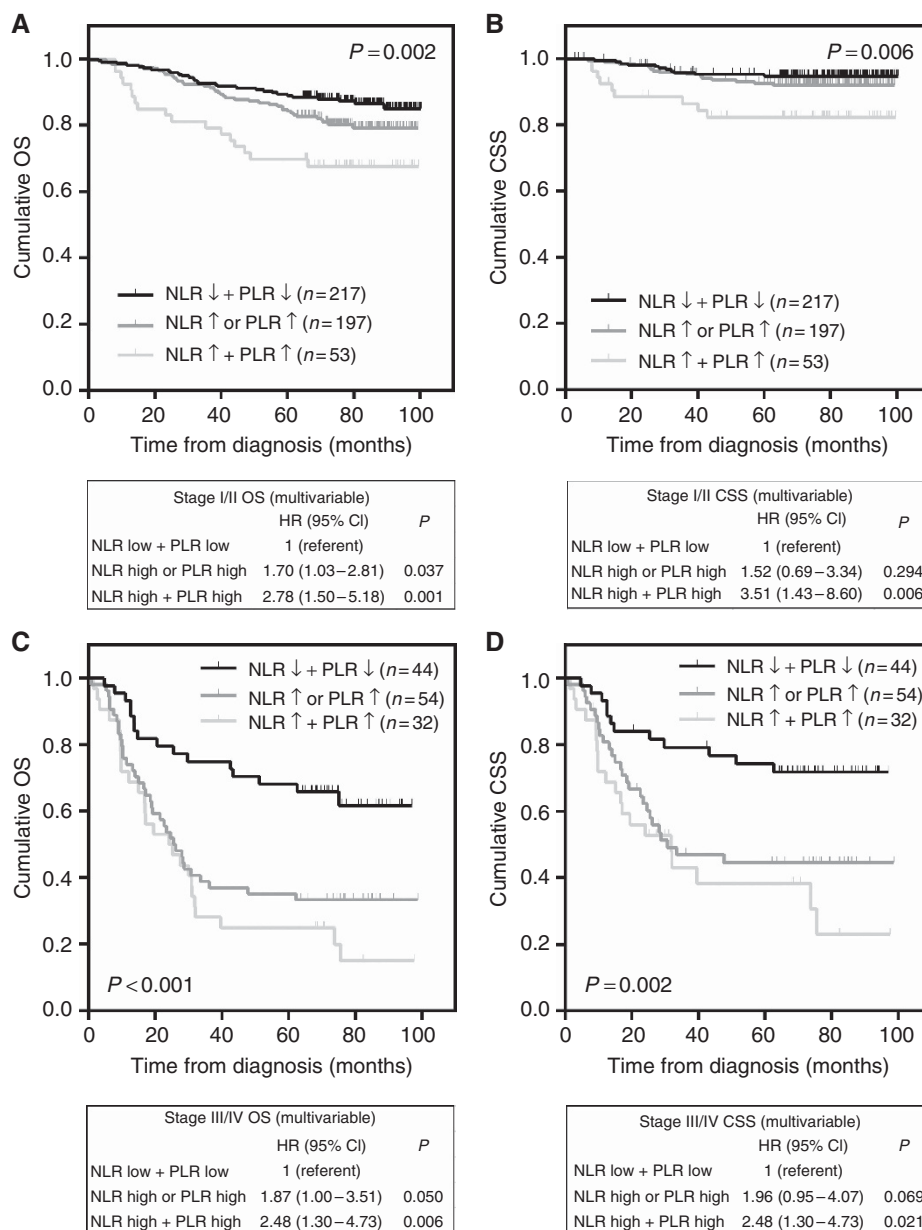 A
P = 0.002
1.0
0.8
0.6
0.4
0.2
0.0
Cumulative OS
NLR ↓ + PLR ↓ (n = 217)
NLR ↑ or PLR ↑ (n = 197)
NLR ↑ + PLR ↑ (n = 53)
0 20 40 60 80 100
Time from diagnosis (months)
Stage I/II OS (multivariable)
HR (95% CI) P
NLR low + PLR low 1 (referent)
NLR high or PLR high 1.70 (1.03–2.81) 0.037
NLR high + PLR high 2.78 (1.50–5.18) 0.001
B
P = 0.006
1.0
0.8
0.6
0.4
0.2
0.0
Cumulative CSS
NLR ↓ + PLR ↓ (n = 217)
NLR ↑ or PLR ↑ (n = 197)
NLR ↑ + PLR ↑ (n = 53)
0 20 40 60 80 100
Time from diagnosis (months)
Stage I/II CSS (multivariable)
HR (95% CI) P
NLR low + PLR low 1 (referent)
NLR high or PLR high 1.52 (0.69–3.34) 0.294
NLR high + PLR high 3.51 (1.43–8.60) 0.006
C
NLR ↓ + PLR ↓ (n = 44)
NLR ↑ or PLR ↑ (n = 54)
NLR ↑ + PLR ↑ (n = 32)
1.0
0.8
0.6
0.4
0.2
0.0
Cumulative OS
P < 0.001
0 20 40 60 80 100
Time from diagnosis (months)
Stage III/IV OS (multivariable)
HR (95% CI) P
NLR low + PLR low 1 (referent)
NLR high or PLR high 1.87 (1.00–3.51) 0.050
NLR high + PLR high 2.48 (1.30–4.73) 0.006
D
NLR ↓ + PLR ↓ (n = 44)
NLR ↑ or PLR ↑ (n = 54)
NLR ↑ + PLR ↑ (n = 32)
1.0
0.8
0.6
0.4
0.2
0.0
Cumulative CSS
P = 0.002
0 20 40 60 80 100
Time from diagnosis (months)
Stage III/IV CSS (multivariable)
HR (95% CI) P
NLR low + PLR low 1 (referent)
NLR high or PLR high 1.96 (0.95–4.07) 0.069
NLR high + PLR high 2.48 (1.30–4.73) 0.021